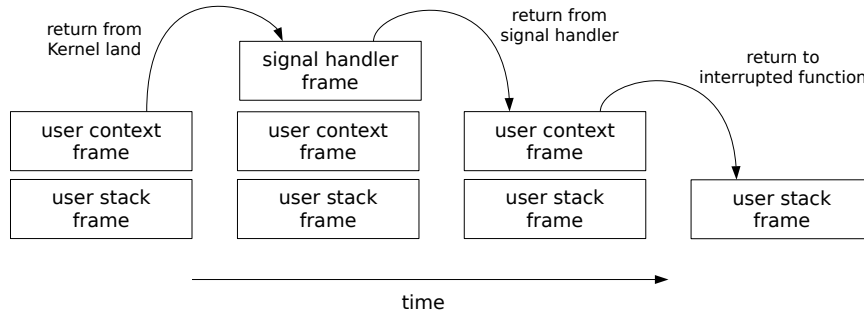 return from
Kernel land
return from
signal handler
return to
interrupted function
signal handler
frame
user context
frame
user context
frame
user context
frame
user stack
frame
user stack
frame
user stack
frame
user stack
frame
time